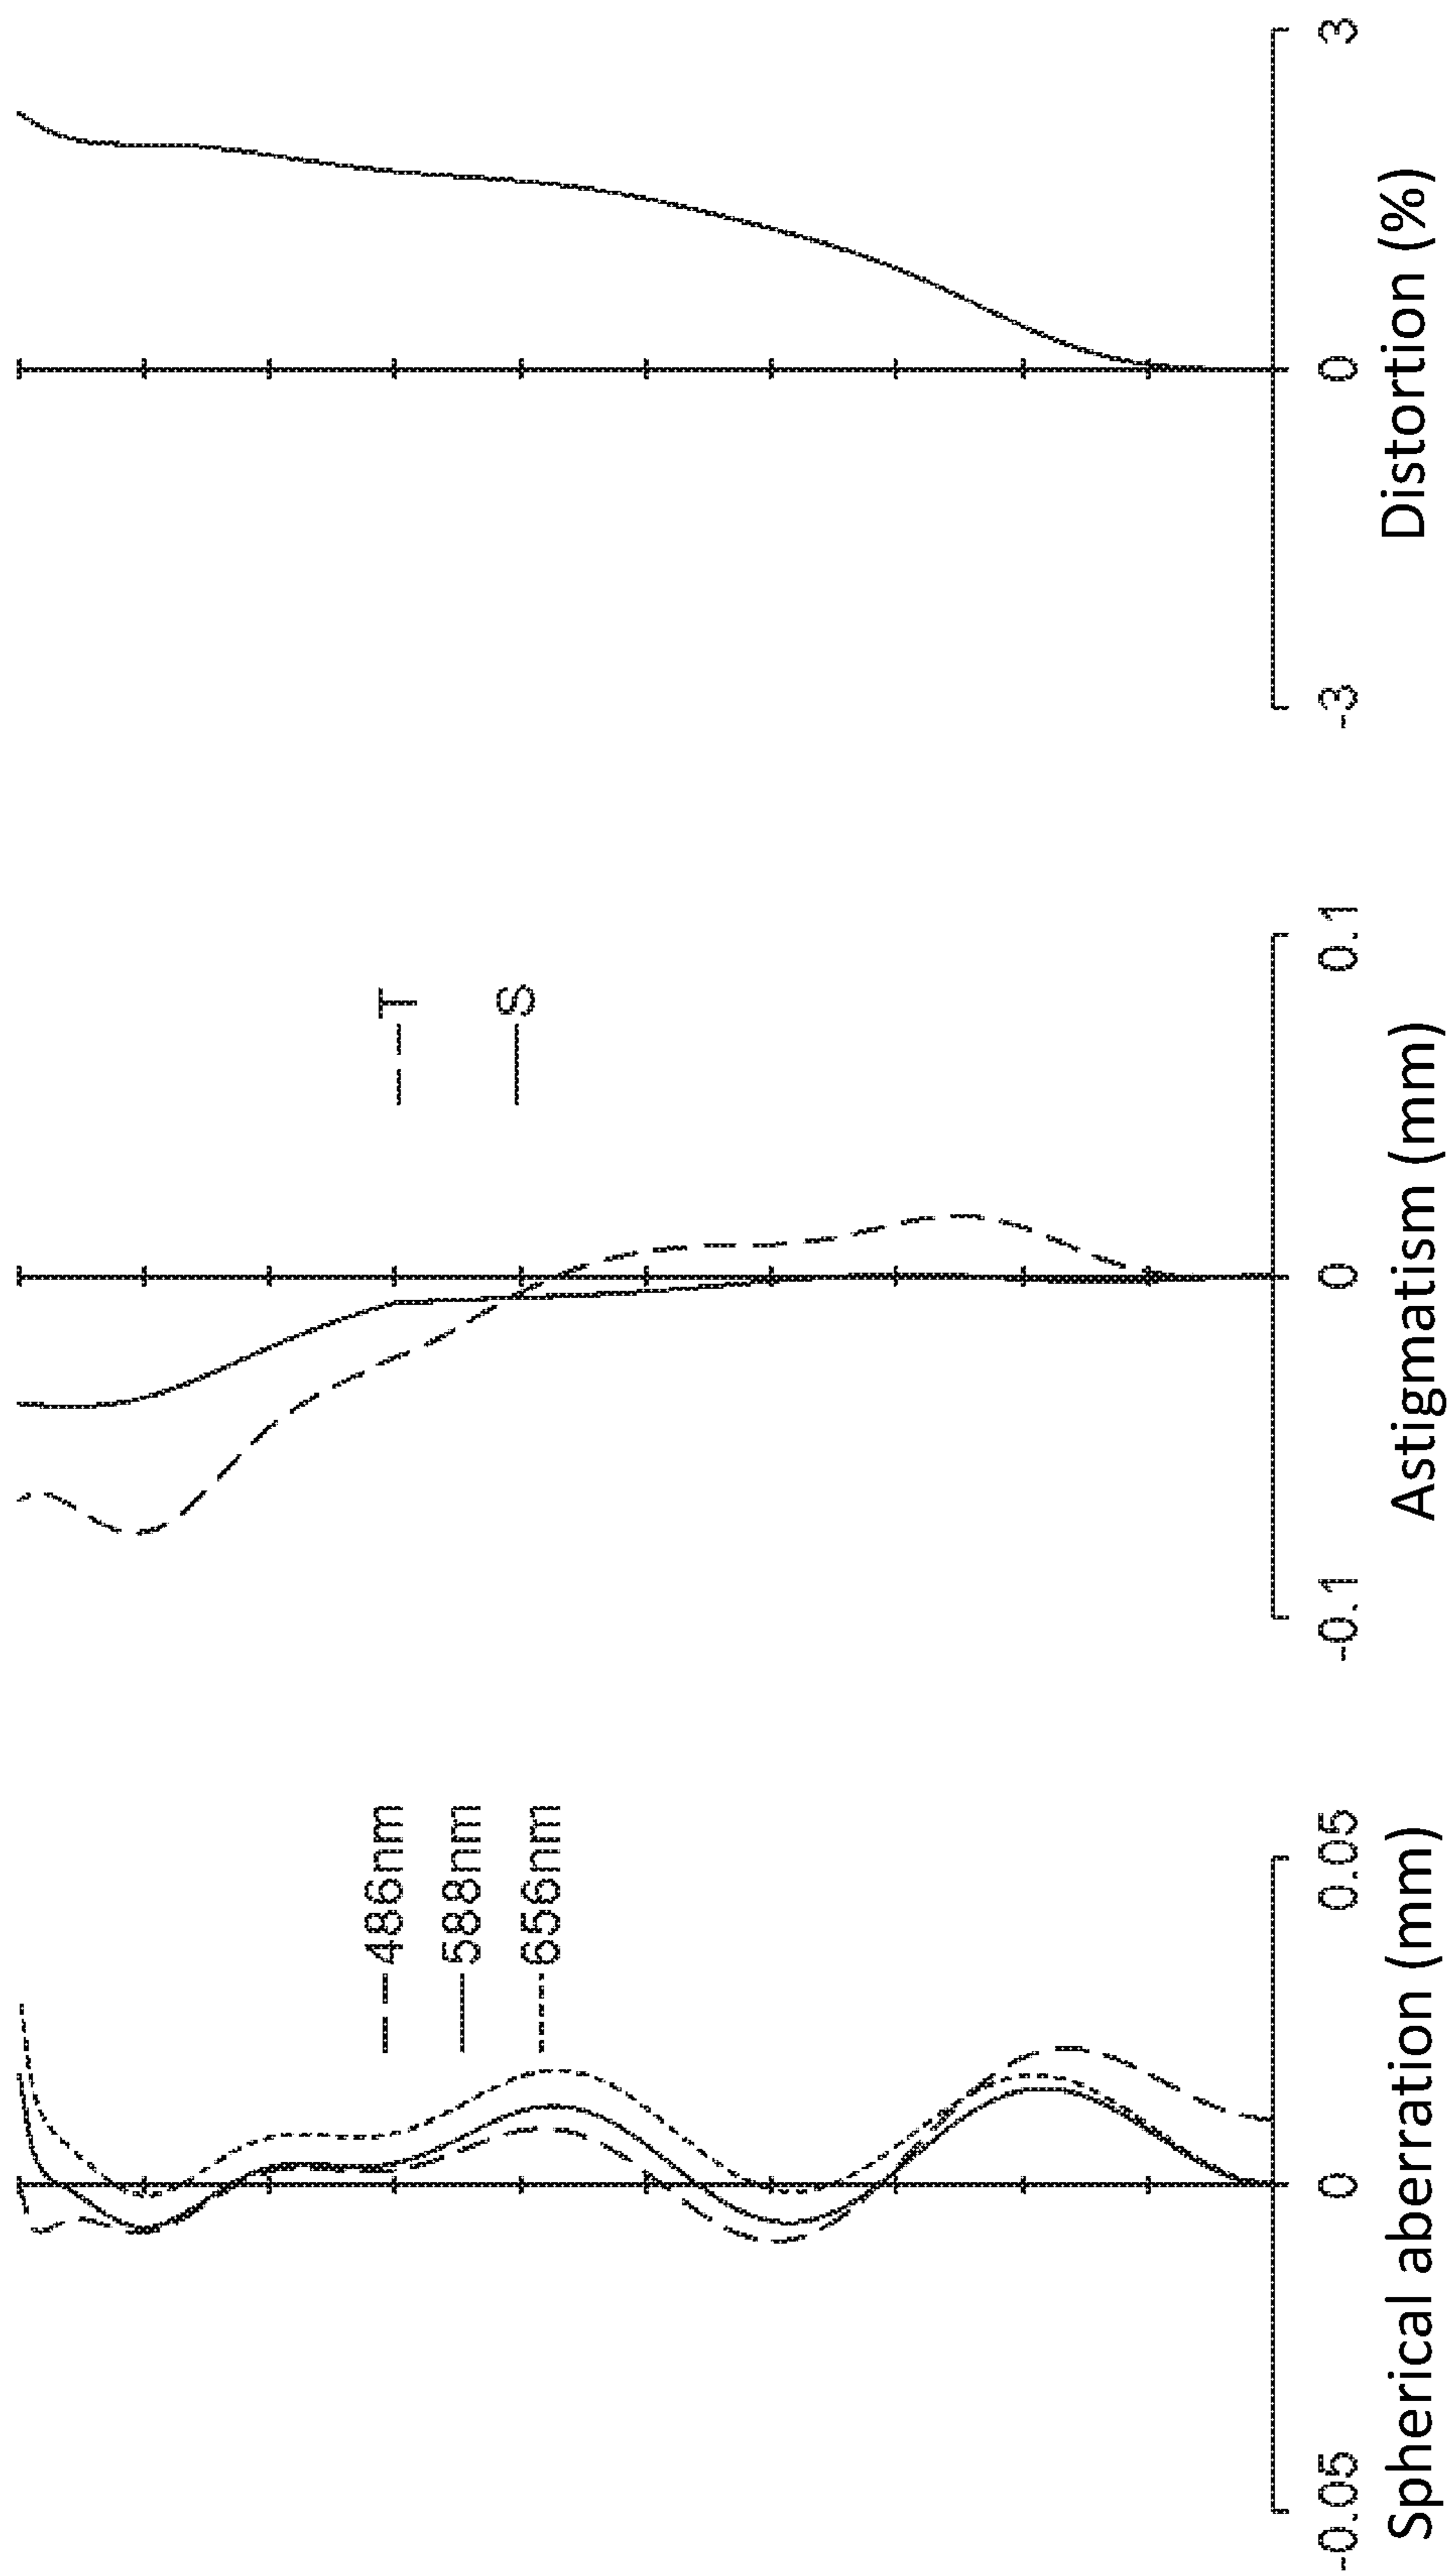 486nm
588nm
656nm
-0.05
0
0.05
Spherical aberration (mm)
T
S
-0.1
0
0.1
Astigmatism (mm)
-3
0
3
Distortion (%)